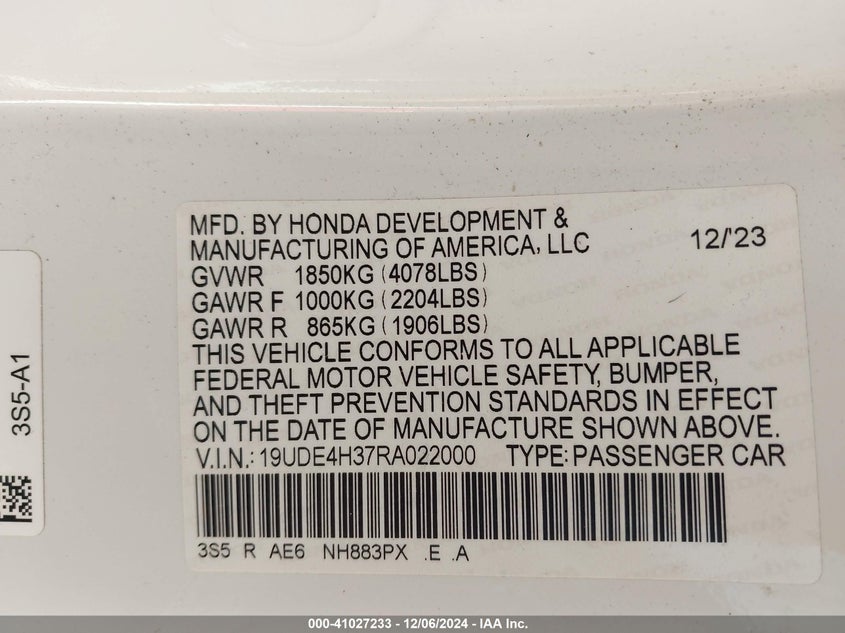 MFD. BY HONDA DEVELOPMENT &
MANUFACTURING OF AMERICA, LLC 12/'23
GVWR 1850KG (4078LBS)
GAWR F 1000KG (2204LBS)
GAWR R 865KG (1906LBS)
THIS VEHICLE CONFORMS TO ALL APPLICABLE
FEDERAL MOTOR VEHICLE SAFETY, BUMPER,
AND THEFT PREVENTION STANDARDS IN EFFECT
ON THE DATE OF MANUFACTURE SHOWN ABOVE.
V.I.N.: 19UDE4H37RA022000 TYPE: PASSENGER CAR
3S5 R AE6 NH883PX .E .A
3S5-A1
000-41027233 - 12/06/2024 - IAA Inc.